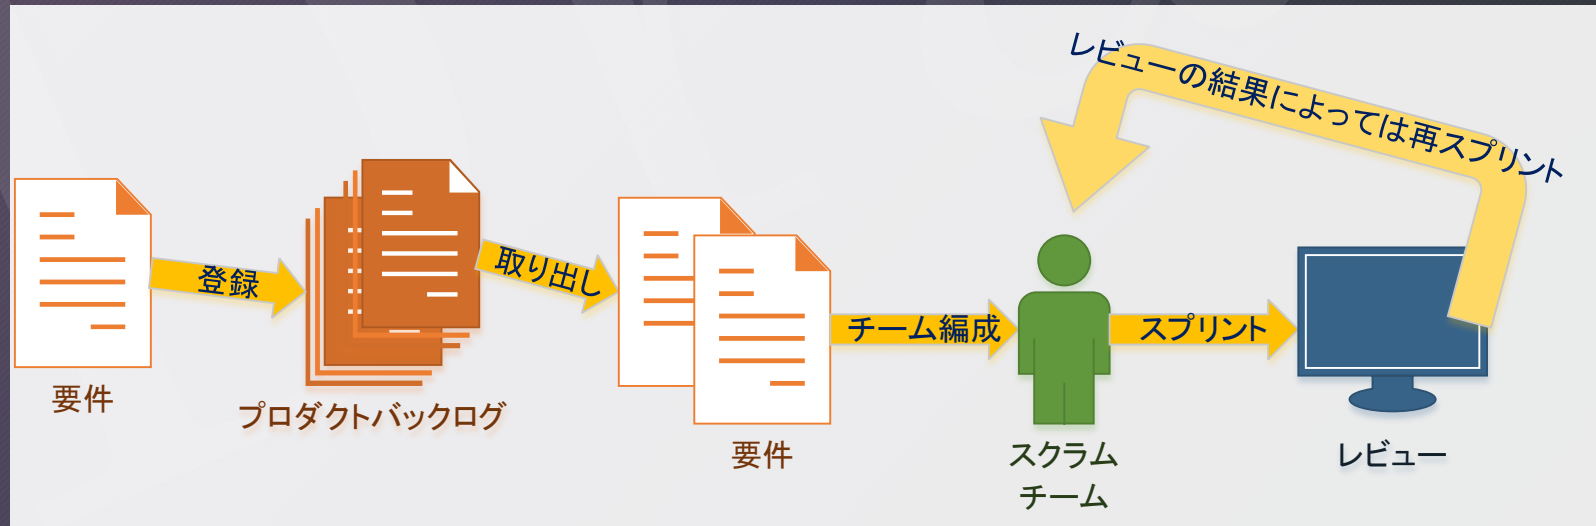 レビューの結果によっては再スプリント
登録
取り出し
チーム編成
スプリント
要件
プロダクトバックログ
要件
スクラム
チーム
レビュー